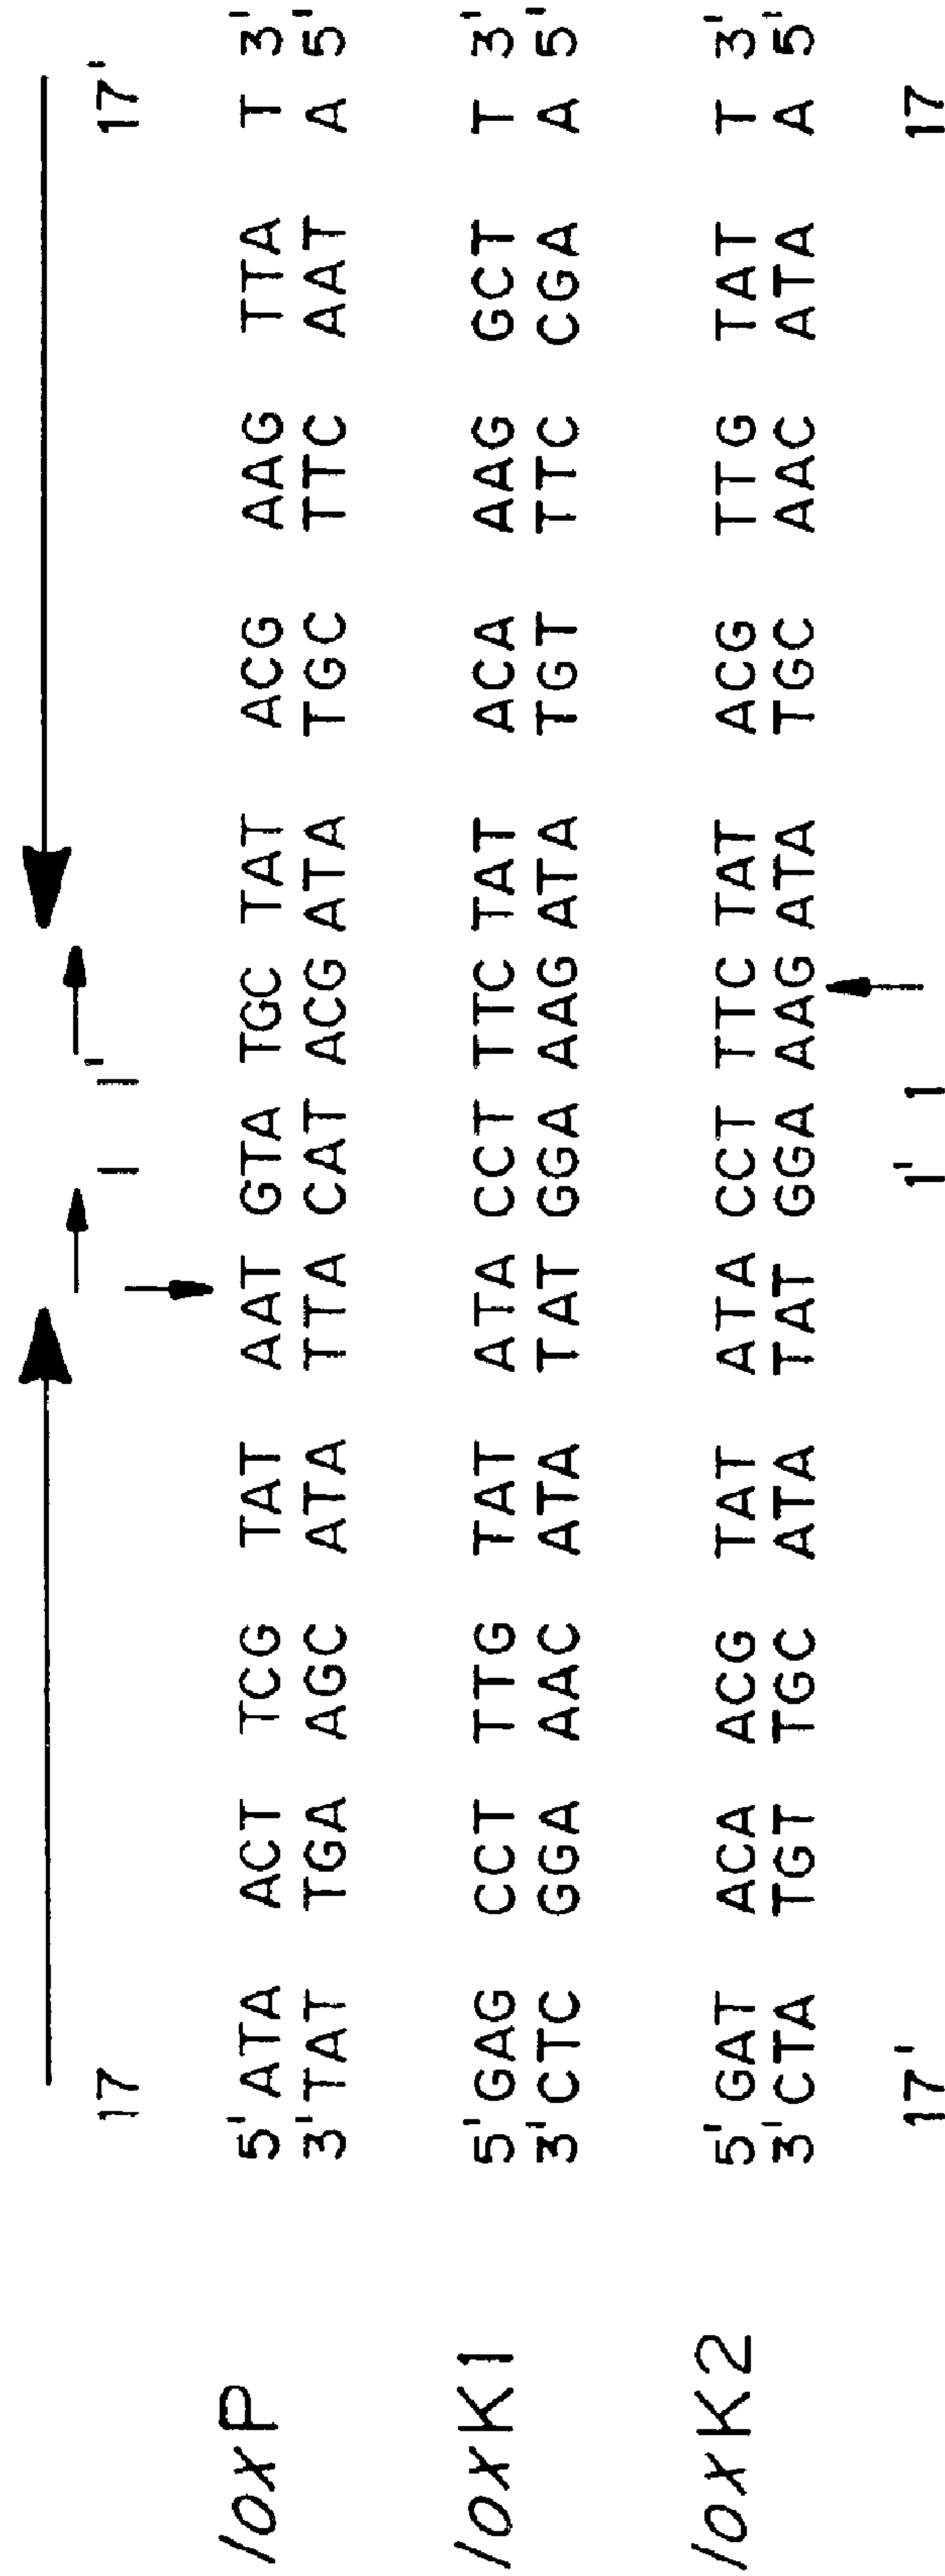 17 1 1' 17'
loxP 5' ATA ACT TCG TAT AAT GTA TGC TAT ACG AAG TTA T 3'
3' TAT TGA AGC ATA TTA CAT ACG ATA TGC TTC AAT A 5'
loxK1 5' GAG CCT TTG TAT ATA CCT TTC TAT ACA AAG GCT T 3'
3' CTC GGA AAC ATA TAT GGA AAG ATA TGT TTC CGA A 5'
loxK2 5' GAT ACA ACG TAT ATA CCT TTC TAT ACG TTG TAT T 3'
3' CTA TGT TGC ATA TAT GGA AAG ATA TGC AAC ATA A 5'
17' 1' 1 17